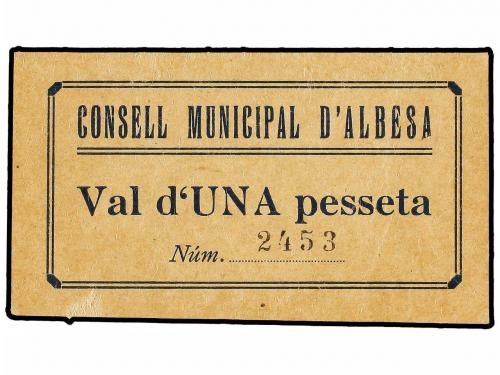 CONSELL MUNICIPAL D'ALBESA
Val d'UNA pesseta
Núm. 2453